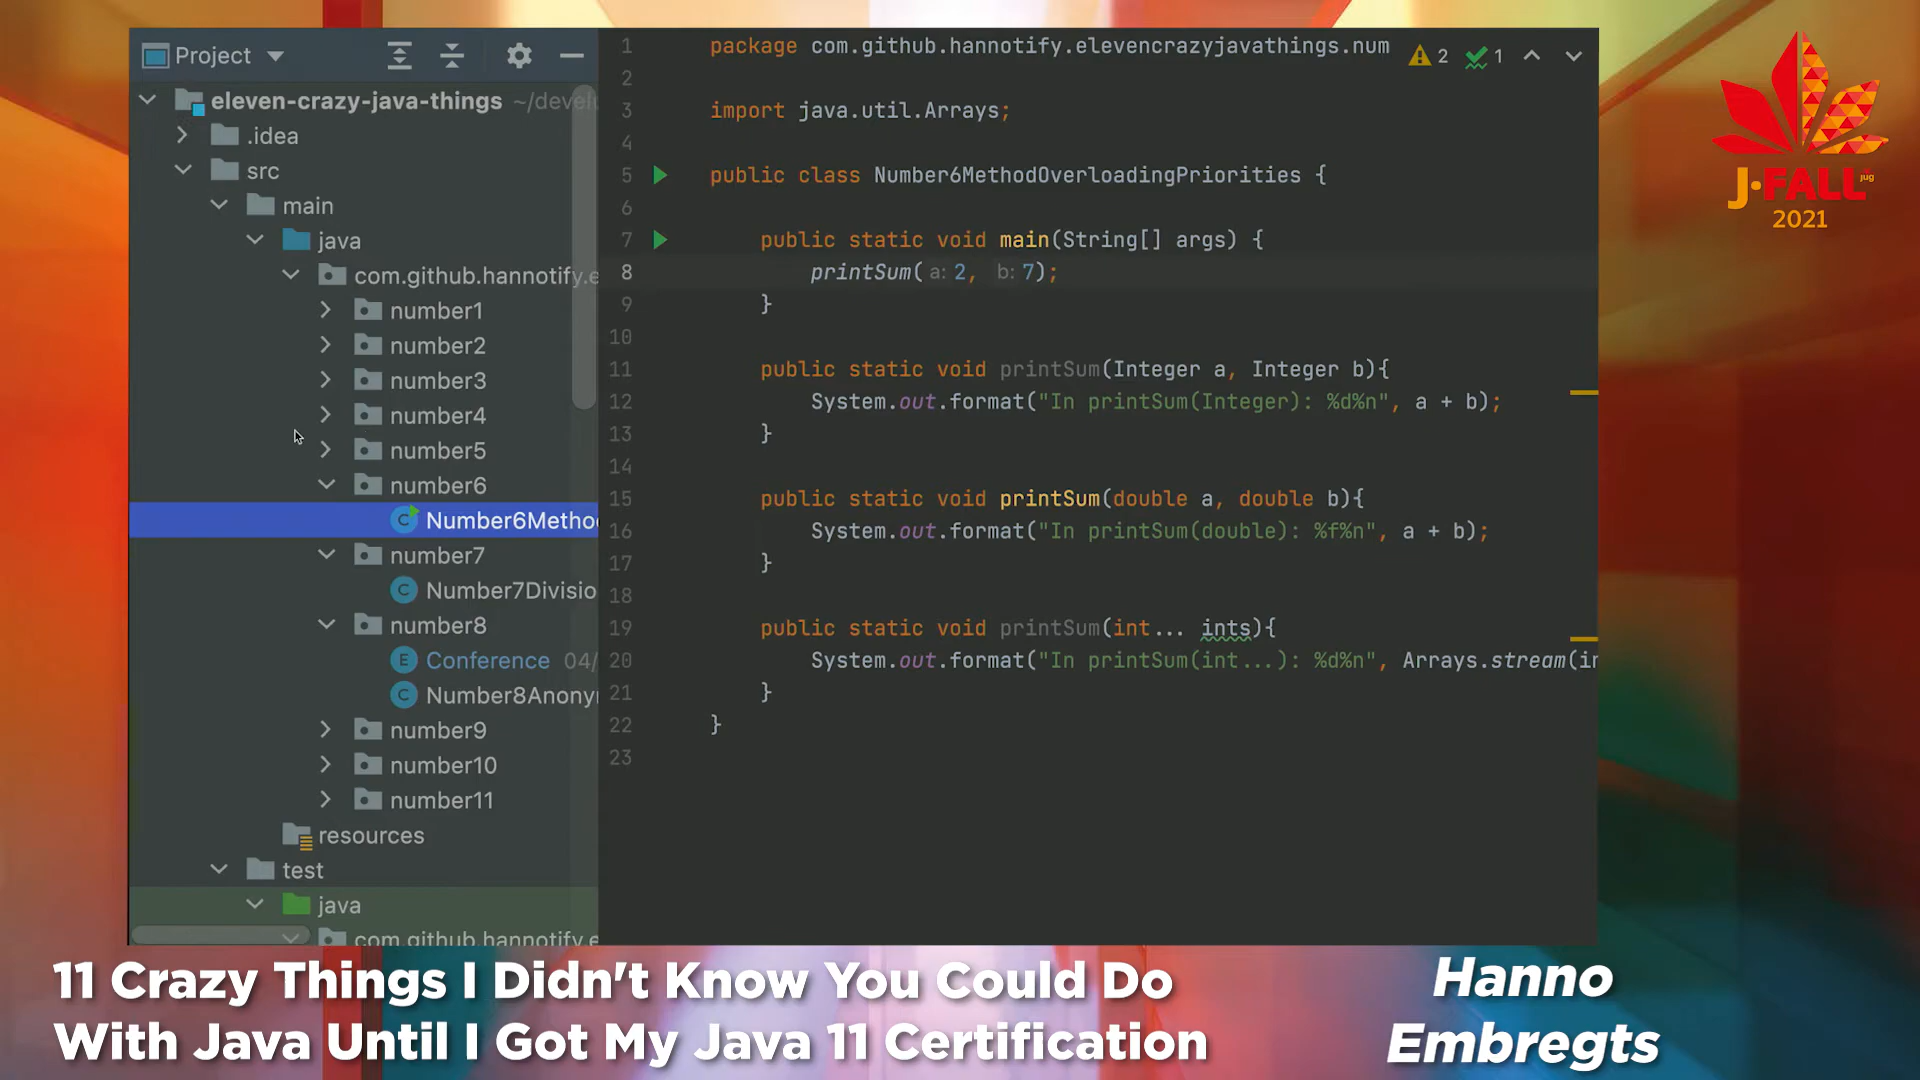 Project
eleven-crazy-java-things ~/develu
.idea
src
main
java
com.github.hannotify.e
number1
number2
number3
number4
number5
number6
Number6Metho
number7
Number7Divisio
number8
Conference 04/
Number8Anony
number9
number10
number11
resources
test
java
com.github.hannotify.e
2 1
1 package com.github.hannotify.elevencrazyjavathings.num
2
3 import java.util.Arrays;
4
5 public class Number6MethodOverloadingPriorities {
6
7 public static void main(String[] args) {
8 printSum( a: 2, b: 7);
9 }
10
11 public static void printSum(Integer a, Integer b){
12 System.out.format("In printSum(Integer): %d%n", a + b);
13 }
14
15 public static void printSum(double a, double b){
16 System.out.format("In printSum(double): %f%n", a + b);
17 }
18
19 public static void printSum(int... ints){
20 System.out.format("In printSum(int...): %d%n", Arrays.stream(in
21 }
22 }
23
J-FALL
jug
2021
11 Crazy Things I Didn't Know You Could Do
With Java Until I Got My Java 11 Certification
Hanno
Embregts